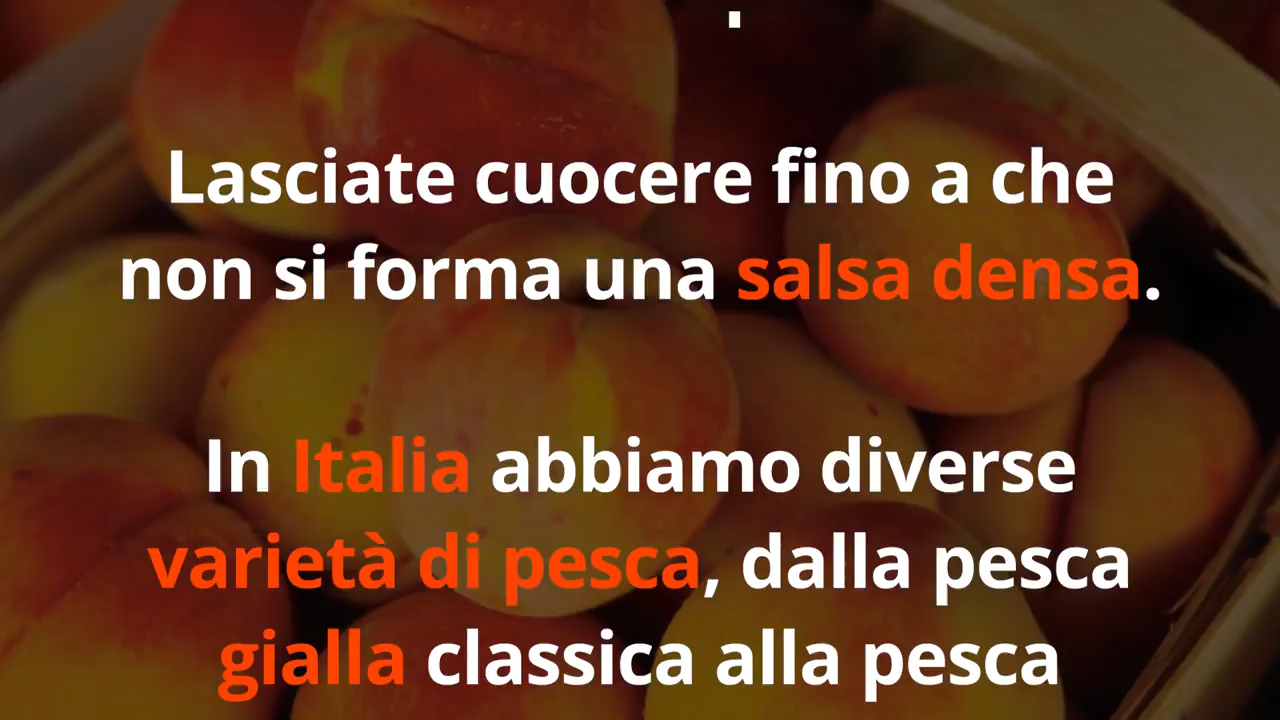 Lasciate cuocere fino a che
non si forma una salsa densa.
In Italia abbiamo diverse
varietà di pesca, dalla pesca
gialla classica alla pesca